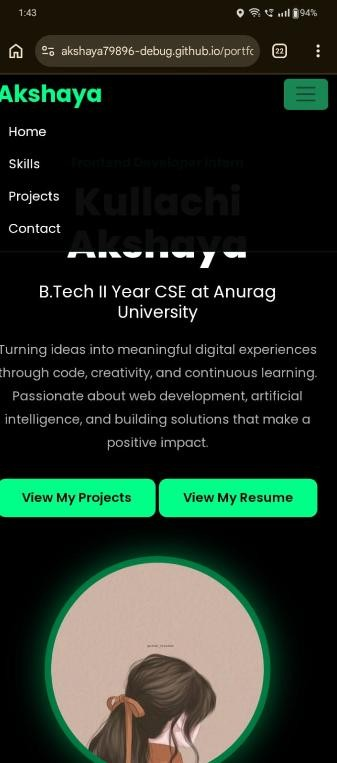 1:43
94%
akshaya79896-debug.github.io/portfo
22
Akshaya
Home
Skills
Frontend Developer Intern
Projects
Kullachi
Contact
Akshaya
B.Tech II Year CSE at Anurag
University
Turning ideas into meaningful digital experiences
through code, creativity, and continuous learning.
Passionate about web development, artificial
intelligence, and building solutions that make a
positive impact.
View My Projects
View My Resume